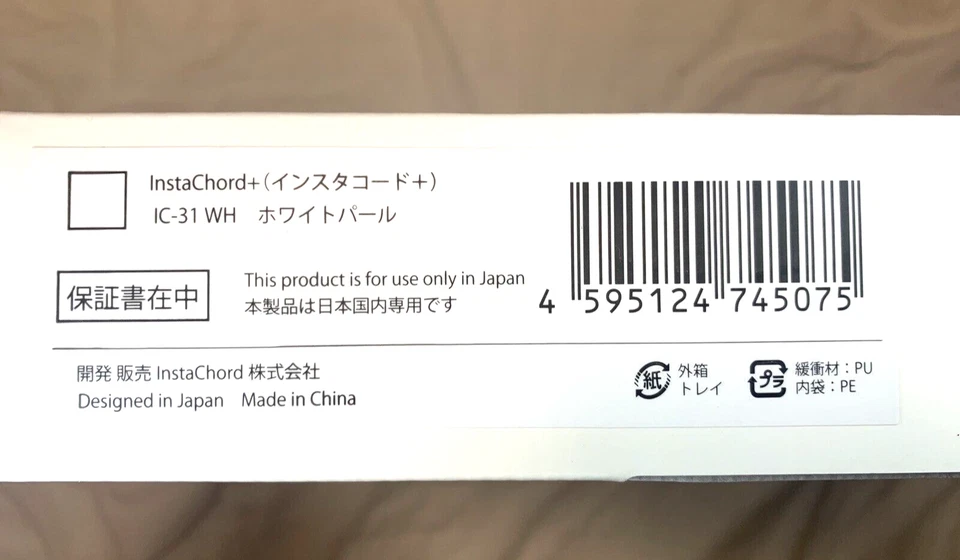 InstaChord+(インスタコード+)
IC-31 WH ホワイトパール
保証書在中
This product is for use only in Japan
本製品は日本国内専用です
4 595124 745075
開発 販売 InstaChord 株式会社
Designed in Japan Made in China
紙
外箱
トレイ
プラ
緩衝材:PU
内袋:PE